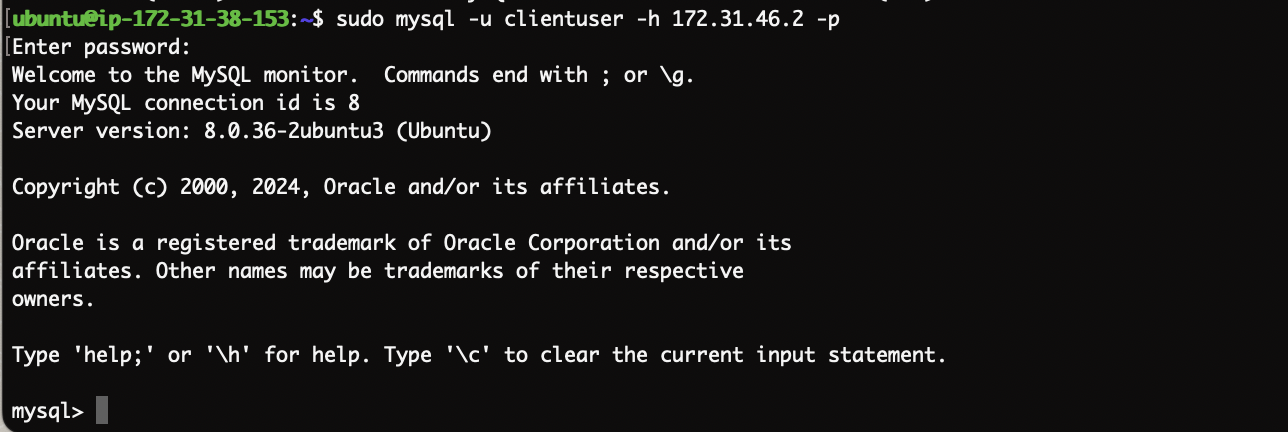 [ubuntu@ip-172-31-38-153:~$ sudo mysql -u clientuser -h 172.31.46.2 -p
[Enter password:
Welcome to the MySQL monitor.  Commands end with ; or \g.
Your MySQL connection id is 8
Server version: 8.0.36-2ubuntu3 (Ubuntu)

Copyright (c) 2000, 2024, Oracle and/or its affiliates.

Oracle is a registered trademark of Oracle Corporation and/or its
affiliates. Other names may be trademarks of their respective
owners.

Type 'help;' or '\h' for help. Type '\c' to clear the current input statement.

mysql>